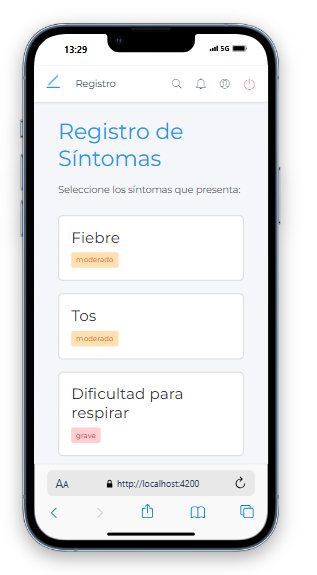 13:29
5G
Registro
Registro de
Síntomas
Seleccione los síntomas que presenta:
Fiebre
moderado
Tos
moderado
Dificultad para
respirar
grave
AA
http://localhost:4200